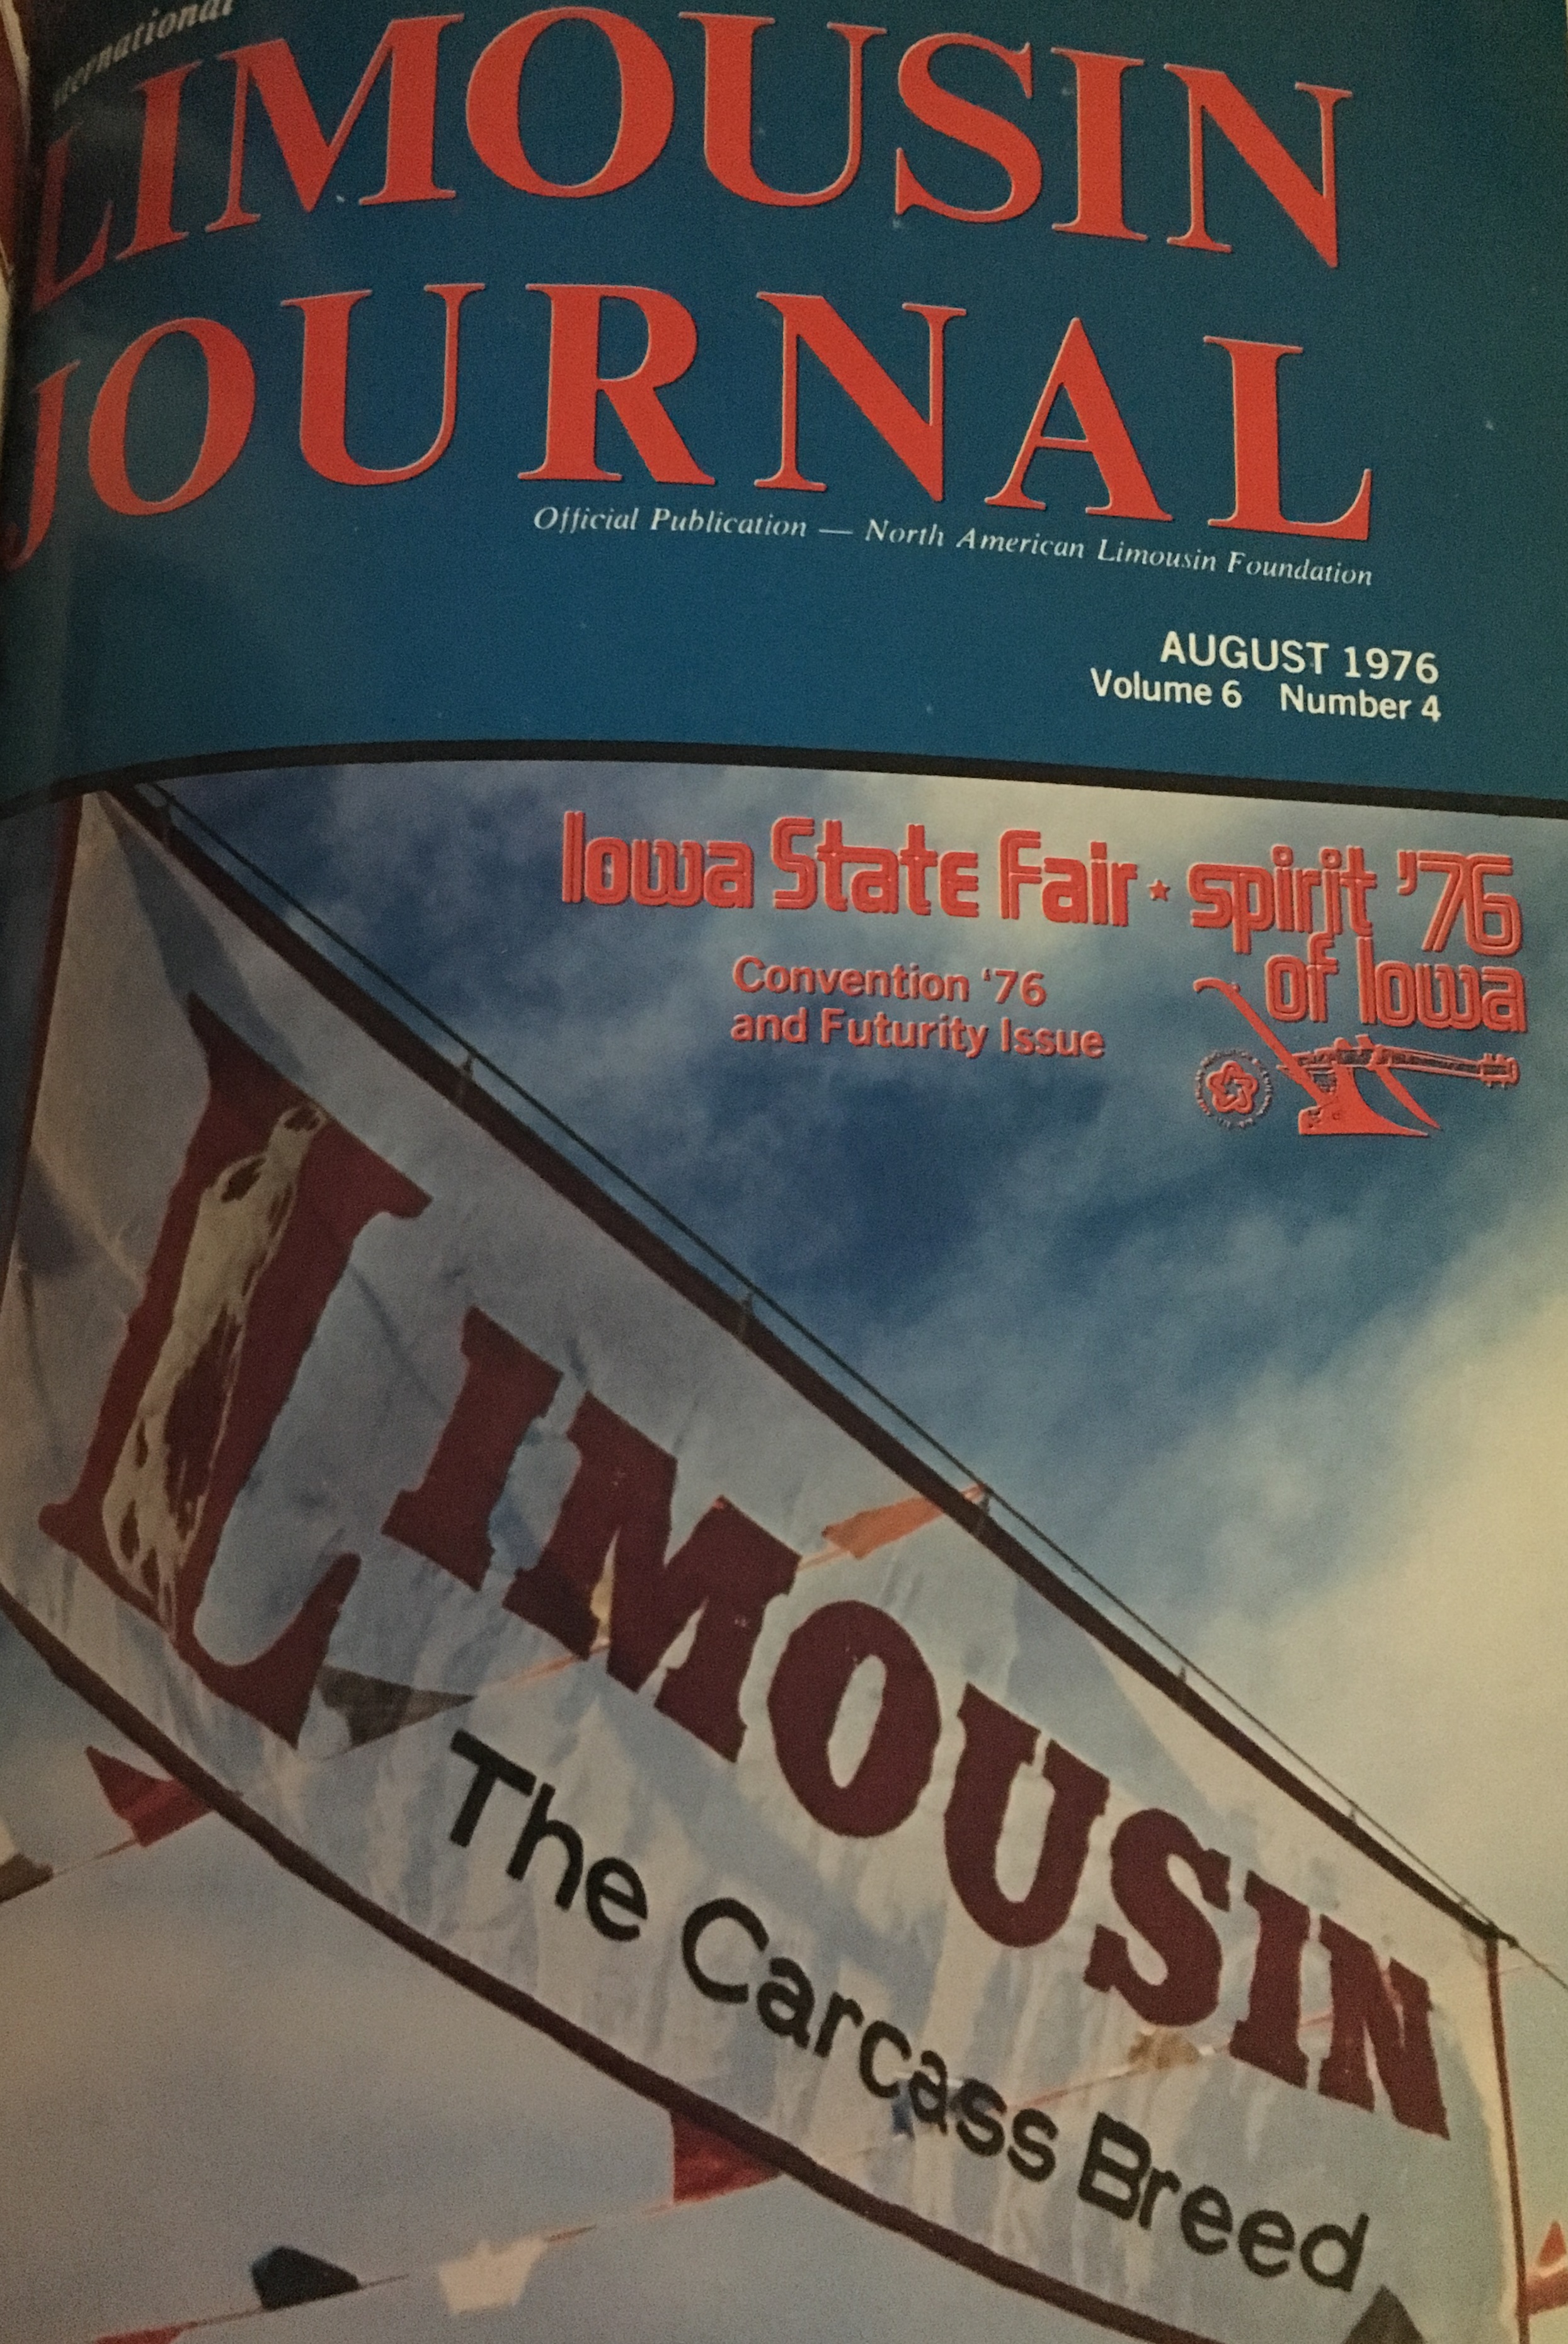 International
LIMOUSIN
JOURNAL
Official Publication — North American Limousin Foundation
AUGUST 1976
Volume 6 Number 4
Iowa State Fair ★ spirit '76
of Iowa
Convention '76
and Futurity Issue
LIMOUSIN
The Carcass Breed